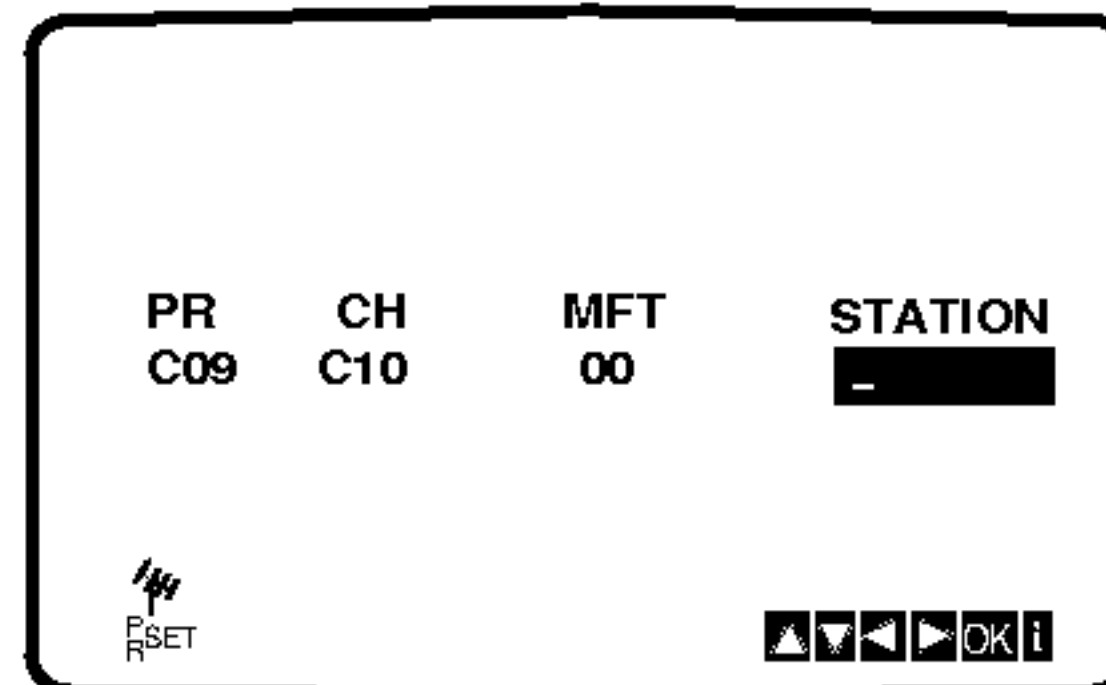 PR CH MFT STATION
C09 C10 00 _
PR SET
▲ ▼ ◀ ▶ OK i